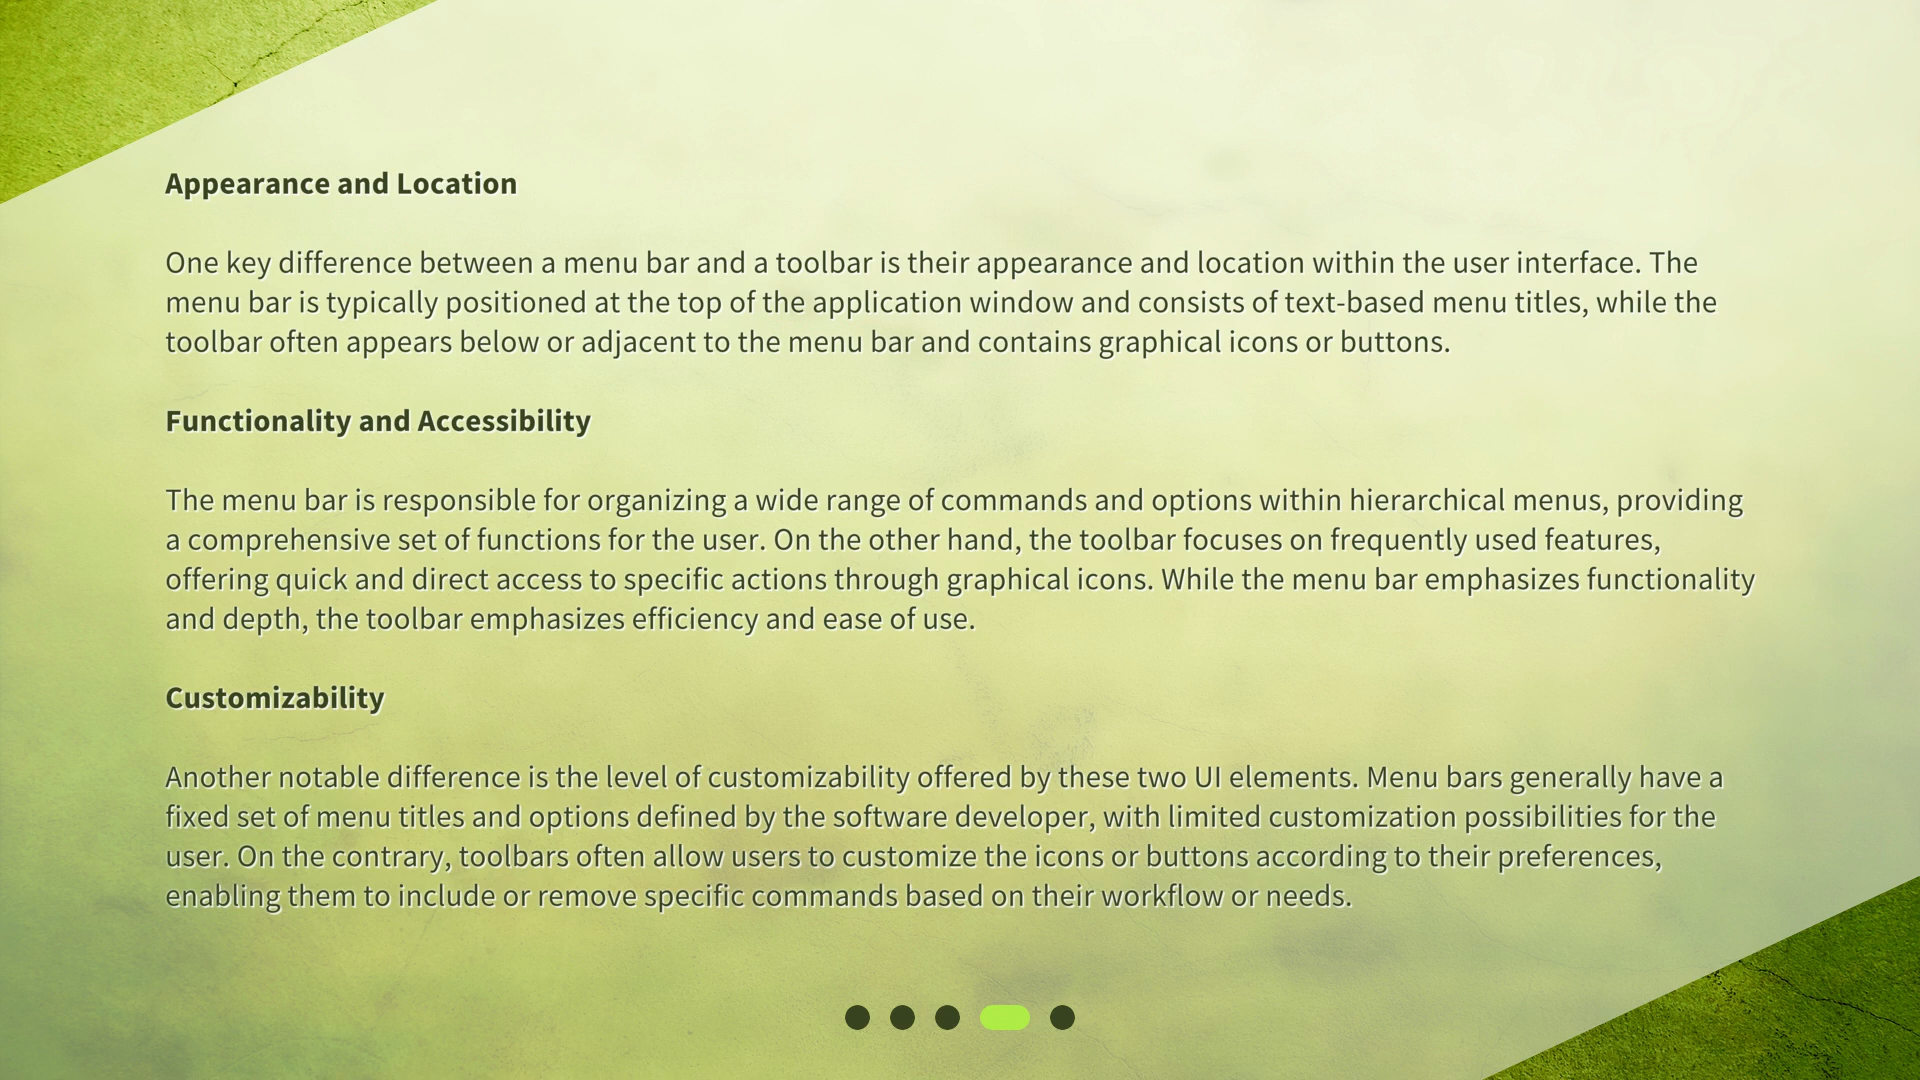 Appearance and Location
One key difference between a menu bar and a toolbar is their appearance and location within the user interface. The
menu bar is typically positioned at the top of the application window and consists of text-based menu titles, while the
toolbar often appears below or adjacent to the menu bar and contains graphical icons or buttons.
Functionality and Accessibility
The menu bar is responsible for organizing a wide range of commands and options within hierarchical menus, providing
a comprehensive set of functions for the user. On the other hand, the toolbar focuses on frequently used features,
offering quick and direct access to specific actions through graphical icons. While the menu bar emphasizes functionality
and depth, the toolbar emphasizes efficiency and ease of use.
Customizability
Another notable difference is the level of customizability offered by these two UI elements. Menu bars generally have a
fixed set of menu titles and options defined by the software developer, with limited customization possibilities for the
user. On the contrary, toolbars often allow users to customize the icons or buttons according to their preferences,
enabling them to include or remove specific commands based on their workflow or needs.